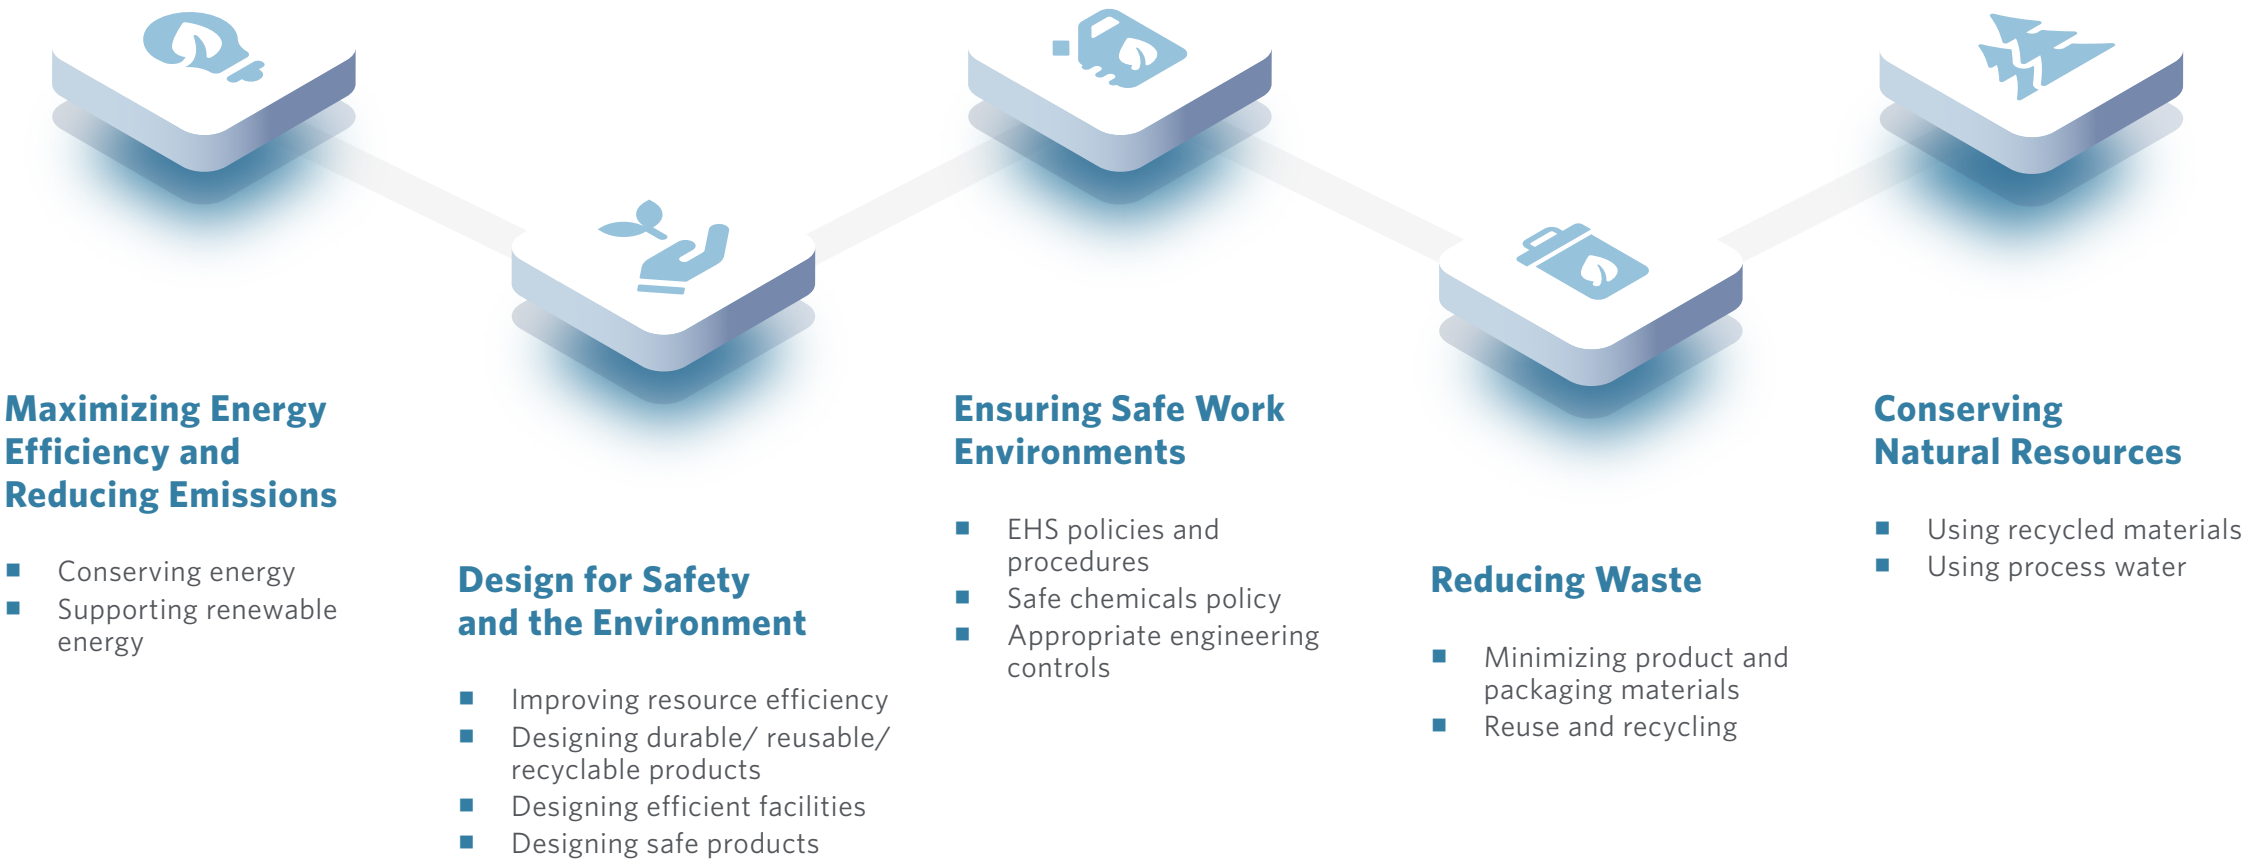 Maximizing Energy
Efficiency and
Reducing Emissions
■ Conserving energy
■ Supporting renewable
energy
Design for Safety
and the Environment
■ Improving resource efficiency
■ Designing durable/ reusable/
recyclable products
■ Designing efficient facilities
■ Designing safe products
Ensuring Safe Work
Environments
■ EHS policies and
procedures
■ Safe chemicals policy
■ Appropriate engineering
controls
Reducing Waste
■ Minimizing product and
packaging materials
■ Reuse and recycling
Conserving
Natural Resources
■ Using recycled materials
■ Using process water